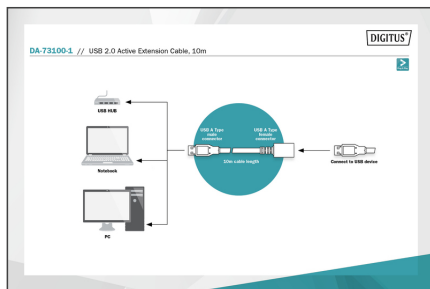 DIGITUS®
DA-73100-1 // USB 2.0 Active Extension Cable, 10m
USB HUB
USB A Type
male
connector
USB A Type
female
connector
Notebook
10m cable length
Connect to USB device
PC